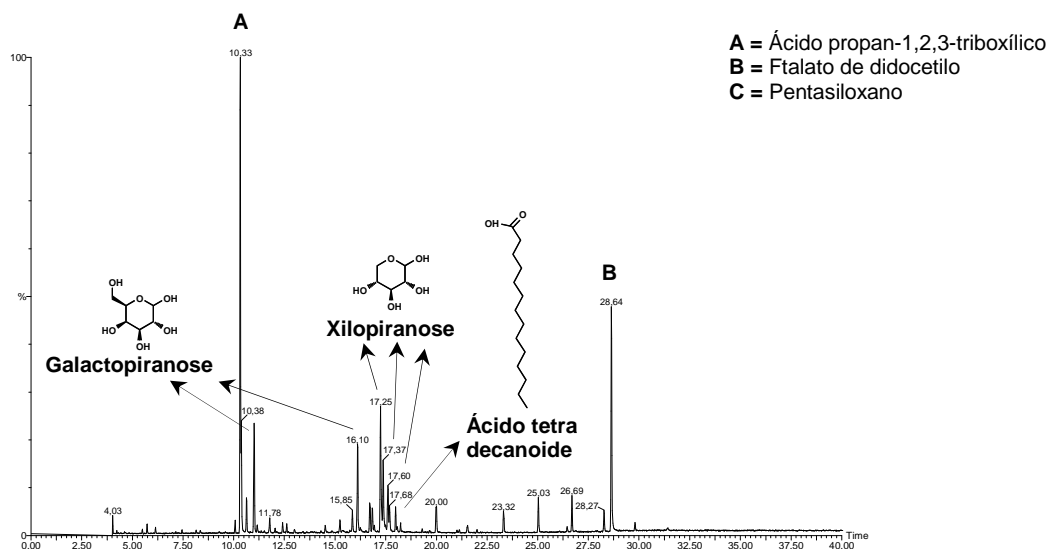 A
A = Ácido propan-1,2,3-triboxílico
B = Ftalato de didocetilo
C = Pentasiloxano
100
%
10,33
OH
O
OH
HO
OH
OH
Galactopiranose
O
OH
HO
OH
OH
Xilopiranose
OH
O
Ácido tetra
decanoide
B
28,64
4,03
10,38
11,78
15,85
16,10
17,25
17,37
17,60
17,68
20,00
23,32
25,03
26,69
28,27
0
0.00 2.50 5.00 7.50 10.00 12.50 15.00 17.50 20.00 22.50 25.00 27.50 30.00 32.50 35.00 37.50 40.00
Time